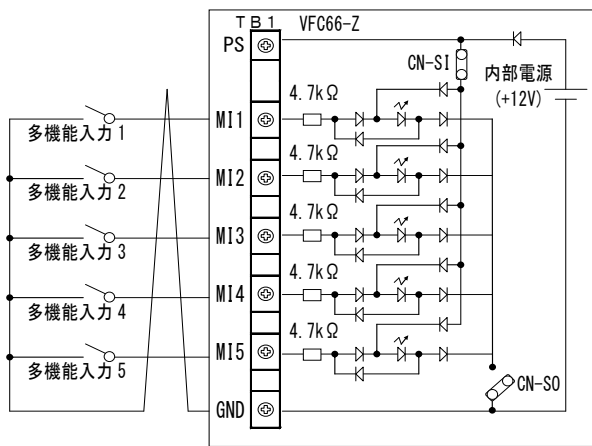 TB1 VFC66-Z
PS
CN-SI
内部電源
(+12V)
4.7kΩ
多機能入力1
MI1
4.7kΩ
多機能入力2
MI2
4.7kΩ
多機能入力3
MI3
4.7kΩ
多機能入力4
MI4
4.7kΩ
多機能入力5
MI5
CN-SO
GND